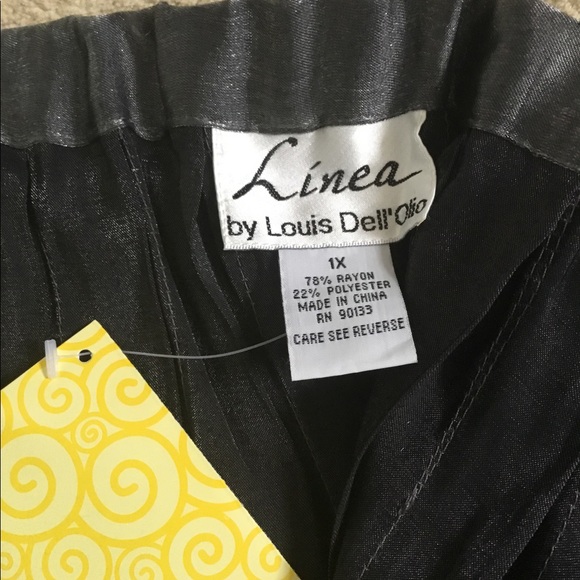 Linea
by Louis Dell'Olio
1X
78% RAYON
22% POLYESTER
MADE IN CHINA
RN 90133
CARE SEE REVERSE